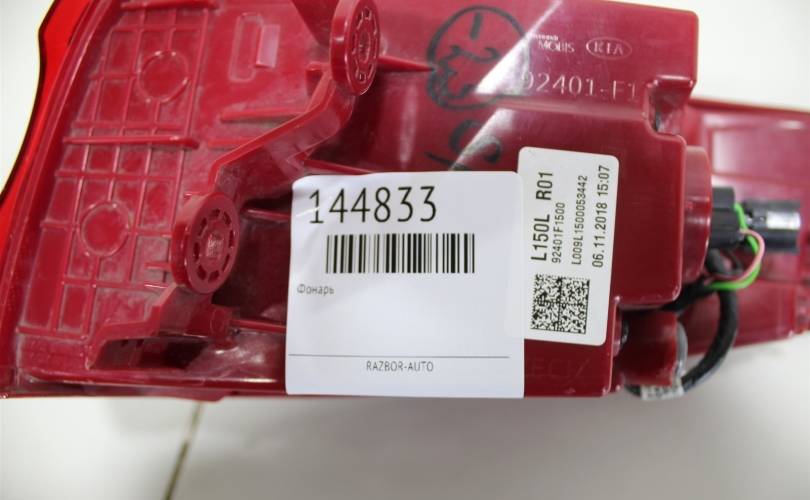 MOBIS KIA
92401-F1
144833
Фонарь
RAZBOR-AUTO
L150L R01
92401F1500
L009L1500053442
06.11.2018 15:07